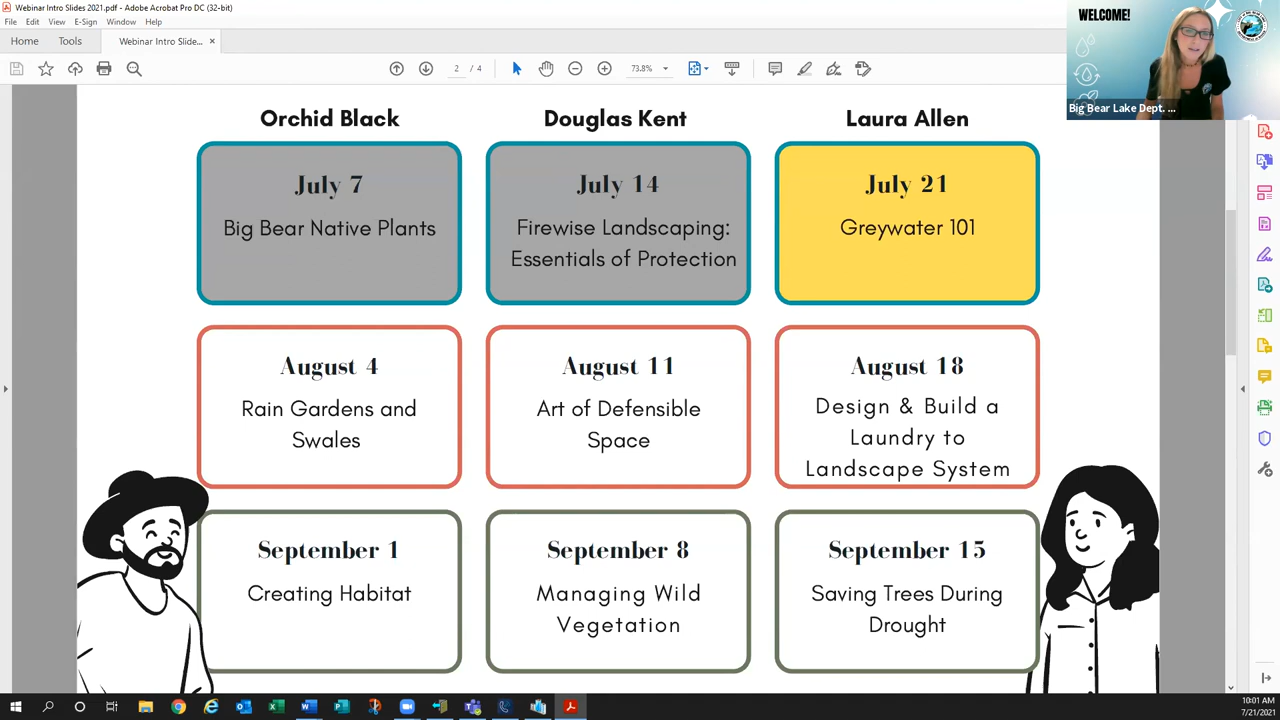 Webinar Intro Slides 2021.pdf - Adobe Acrobat Pro DC (32-bit)
File Edit View E-Sign Window Help
Home Tools Webinar Intro Slide... ×
2 / 4 73.8%
WELCOME!
Big Bear Lake Dept. ...
Orchid Black Douglas Kent Laura Allen
July 7
Big Bear Native Plants
July 14
Firewise Landscaping:
Essentials of Protection
July 21
Greywater 101
August 4
Rain Gardens and
Swales
August 11
Art of Defensible
Space
August 18
Design & Build a
Laundry to
Landscape System
September 1
Creating Habitat
September 8
Managing Wild
Vegetation
September 15
Saving Trees During
Drought
10:01 AM
7/21/2021